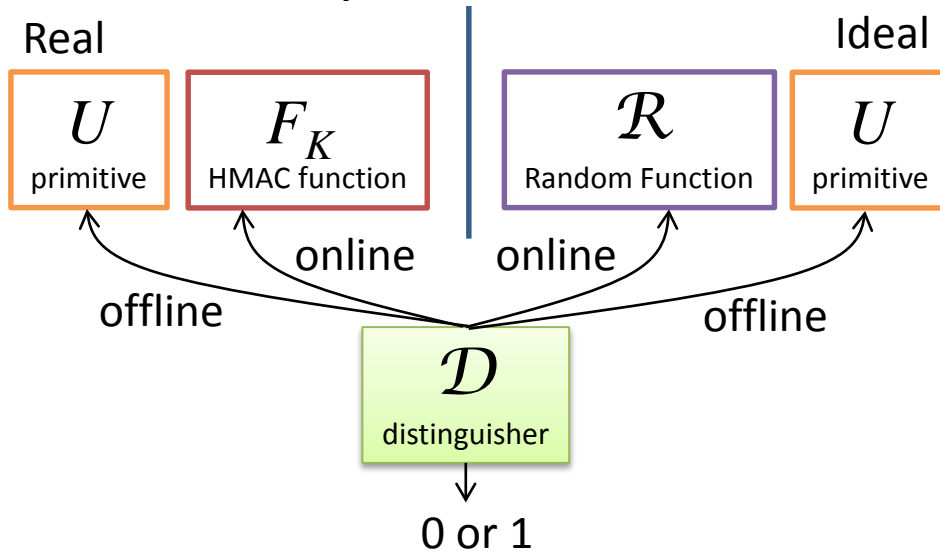 Real
Ideal
U
primitive
F_K
HMAC function
ℛ
Random Function
U
primitive
online
online
offline
offline
𝒟
distinguisher
0 or 1